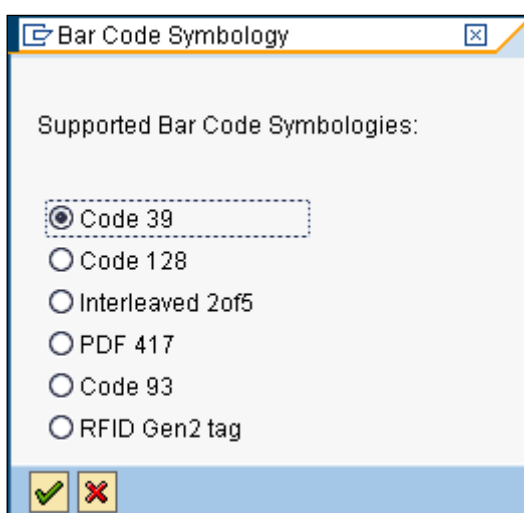 Bar Code Symbology
Supported Bar Code Symbologies:
Code 39
Code 128
Interleaved 2of5
PDF 417
Code 93
RFID Gen2 tag